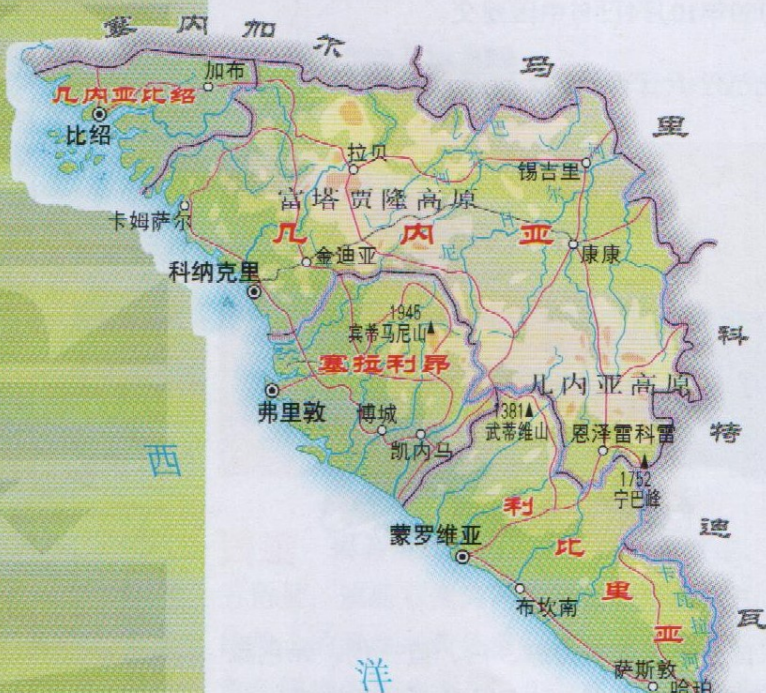 塞内加尔
马里
加布
几内亚比绍
比绍
拉贝
锡吉里
富塔贾隆高原
卡姆萨尔
几内亚
金迪亚
康康
科纳克里
1945
宾蒂马尼山
塞拉利昂
科特迪瓦
几内亚高原
弗里敦
博城
1381
武蒂维山
恩泽雷科雷
凯内马
西
1752
宁巴峰
利比里亚
蒙罗维亚
布坎南
卡瓦拉河
萨斯敦
洋